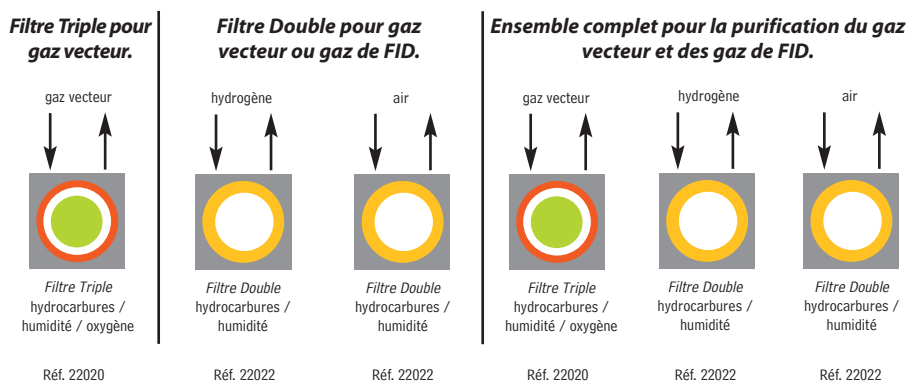 Filtre Triple pour
gaz vecteur.
gaz vecteur
Filtre Triple
hydrocarbures /
humidité / oxygène
Réf. 22020
Filtre Double pour gaz
vecteur ou gaz de FID.
hydrogène
Filtre Double
hydrocarbures /
humidité
Réf. 22022
air
Filtre Double
hydrocarbures /
humidité
Réf. 22022
Ensemble complet pour la purification du gaz
vecteur et des gaz de FID.
gaz vecteur
Filtre Triple
hydrocarbures /
humidité / oxygène
Réf. 22020
hydrogène
Filtre Double
hydrocarbures /
humidité
Réf. 22022
air
Filtre Double
hydrocarbures /
humidité
Réf. 22022